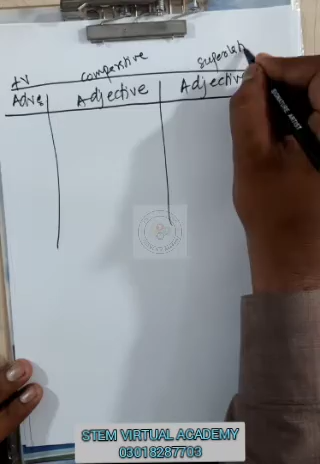 +v comparative superlati
Adve Adjective Adjective
STEM VIRTUAL ACADEMY
03018287703